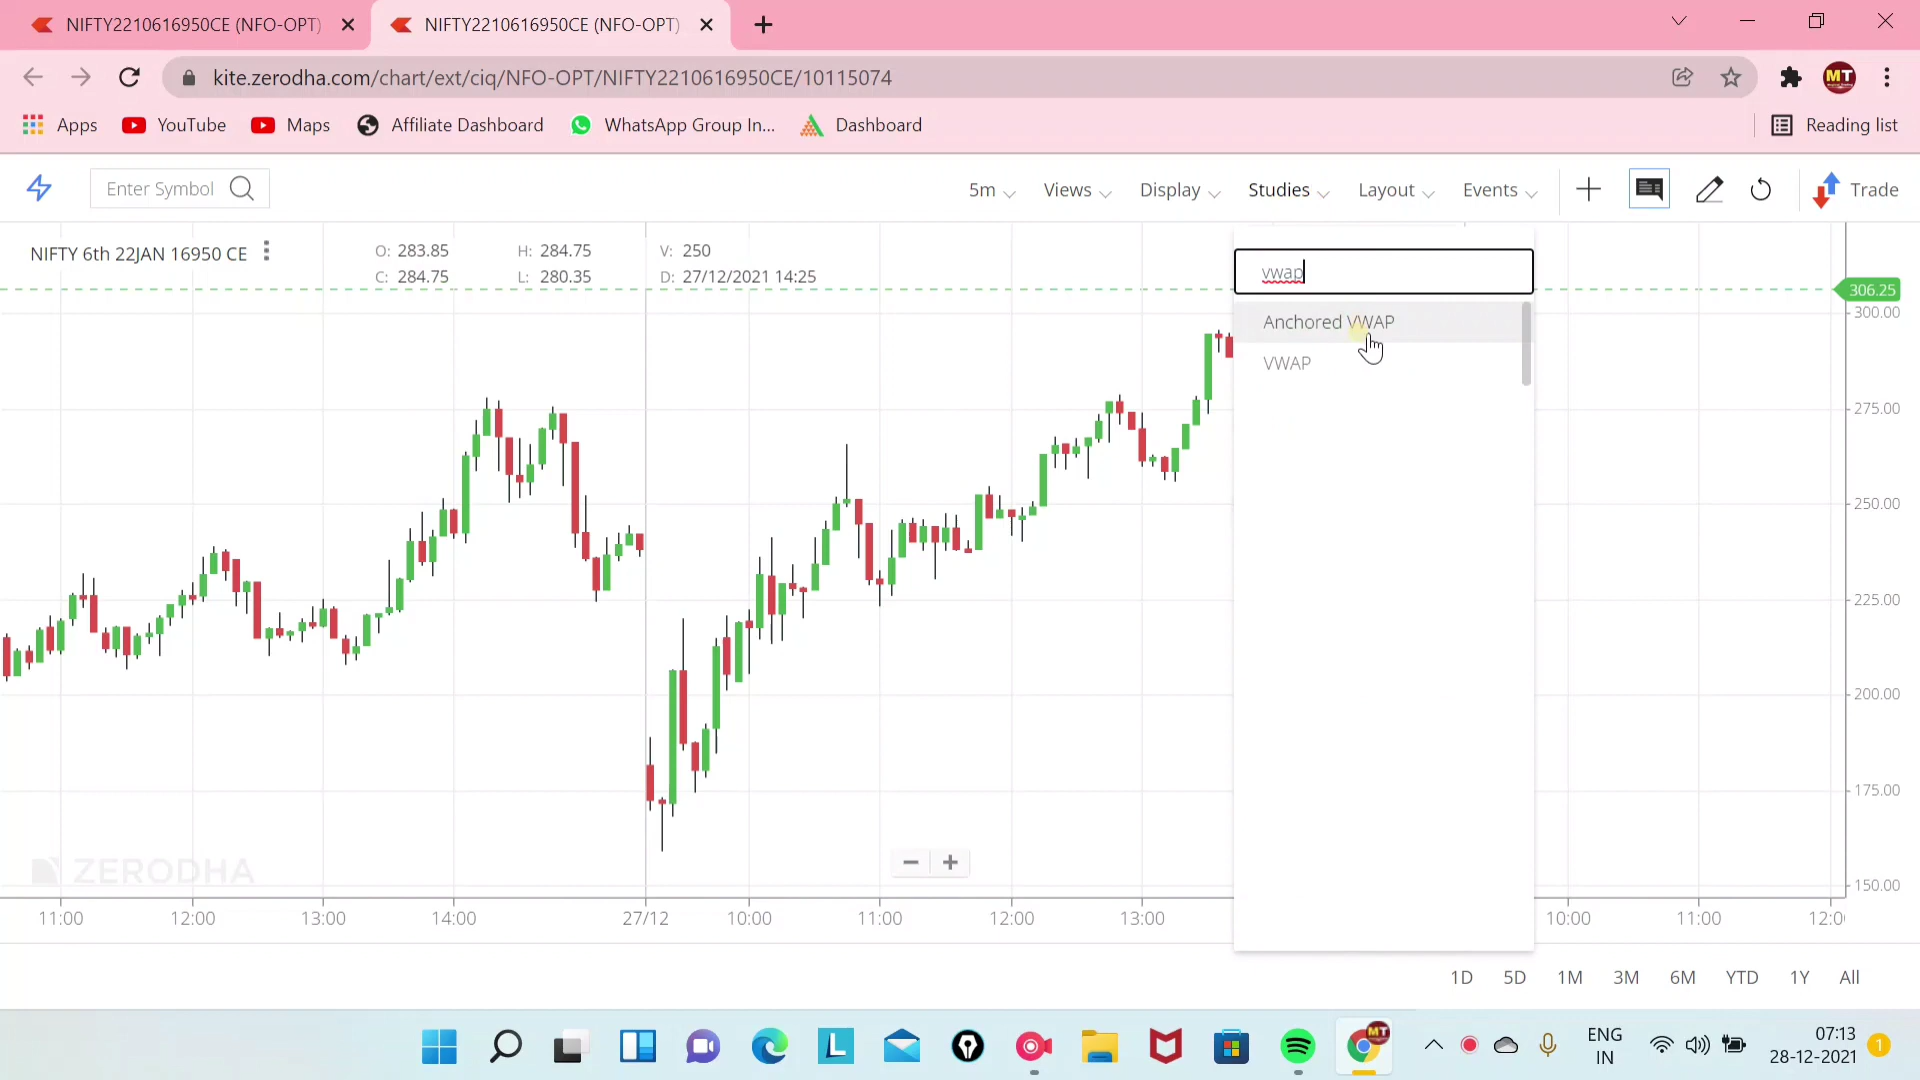 NIFTY2210616950CE (NFO-OPT)
NIFTY2210616950CE (NFO-OPT)
kite.zerodha.com/chart/ext/ciq/NFO-OPT/NIFTY2210616950CE/10115074
MT
Apps
YouTube
Maps
Affiliate Dashboard
WhatsApp Group In...
Dashboard
Reading list
Enter Symbol
5m
Views
Display
Studies
Layout
Events
Trade
NIFTY 6th 22JAN 16950 CE
O: 283.85 H: 284.75 V: 250
C: 284.75 L: 280.35 D: 27/12/2021 14:25
vwap
Anchored VWAP
VWAP
306.25
300.00
275.00
250.00
225.00
200.00
175.00
150.00
ZERODHA
11:00 12:00 13:00 14:00 27/12 10:00 11:00 12:00 13:00 10:00 11:00 12:0
1D 5D 1M 3M 6M YTD 1Y All
L
MT
ENG
IN
07:13
28-12-2021
1